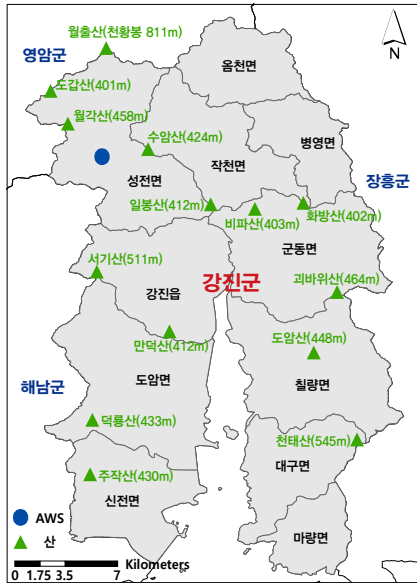 월출산(천황봉 811m)
영암군
옴천면
N
도갑산(401m)
월각산(458m)
수암산(424m)
병영면
작천면
장흥군
성전면
일봉산(412m)
비파산(403m)
화방산(402m)
군동면
서기산(511m)
강진군
괴바위산(464m)
강진읍
만덕산(412m)
도암산(448m)
도암면
칠량면
해남군
덕룡산(433m)
천태산(545m)
대구면
주작산(430m)
신전면
AWS
마량면
산
Kilometers
0 1.75 3.5 7